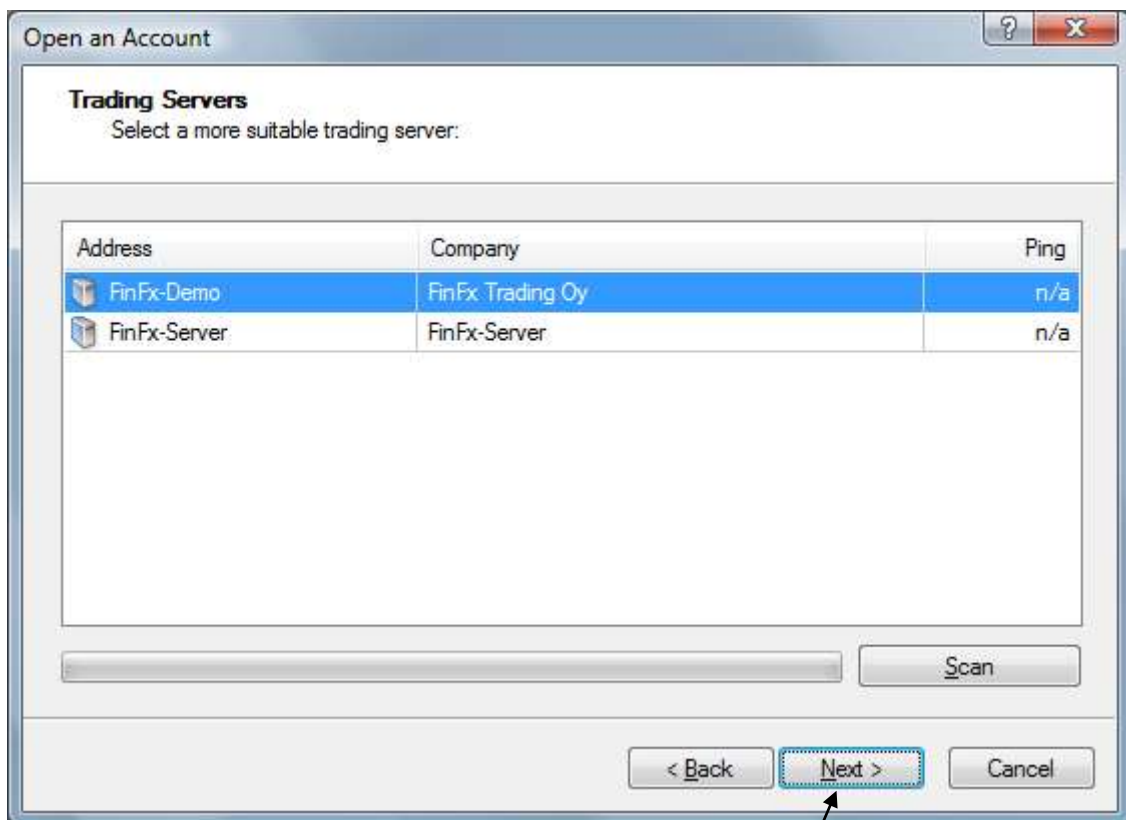 Open an Account
Trading Servers
Select a more suitable trading server:
Address Company Ping
FinFx-Demo FinFx Trading Oy n/a
FinFx-Server FinFx-Server n/a
Scan
< Back Next > Cancel